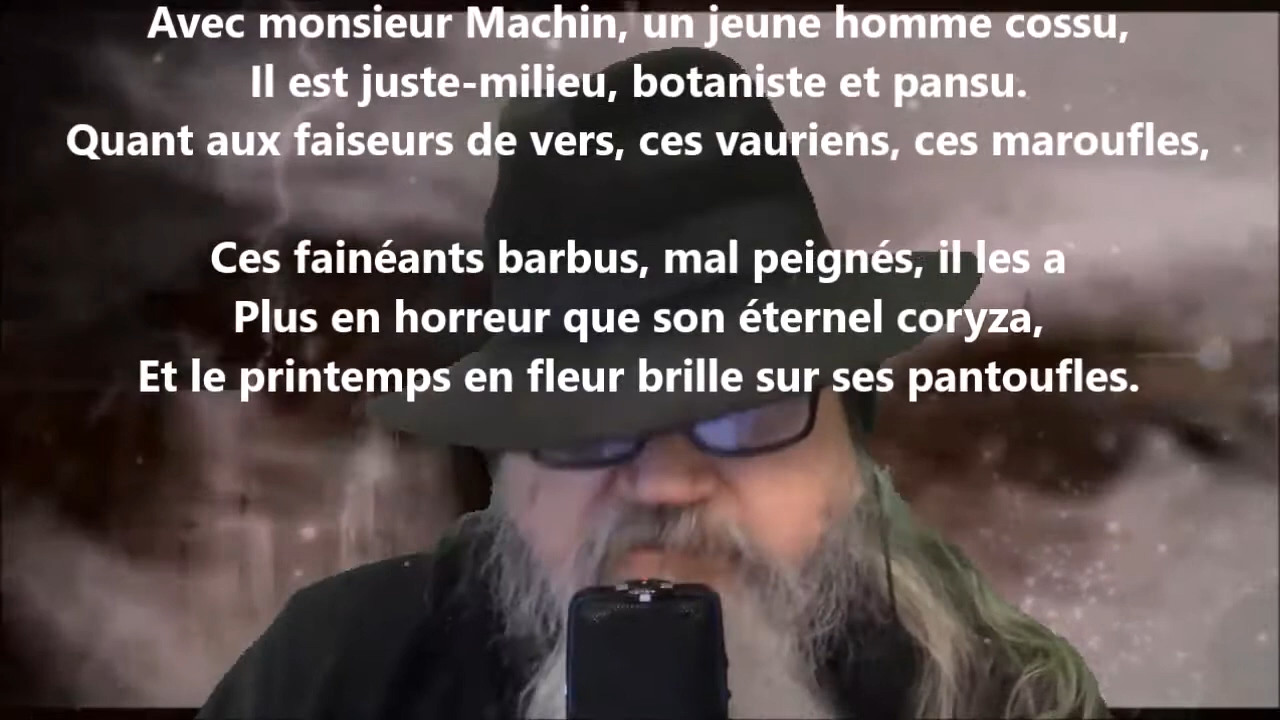 Avec monsieur Machin, un jeune homme cossu,
Il est juste-milieu, botaniste et pansu.
Quant aux faiseurs de vers, ces vauriens, ces maroufles,
Ces fainéants barbus, mal peignés, il les a
Plus en horreur que son éternel coryza,
Et le printemps en fleur brille sur ses pantoufles.